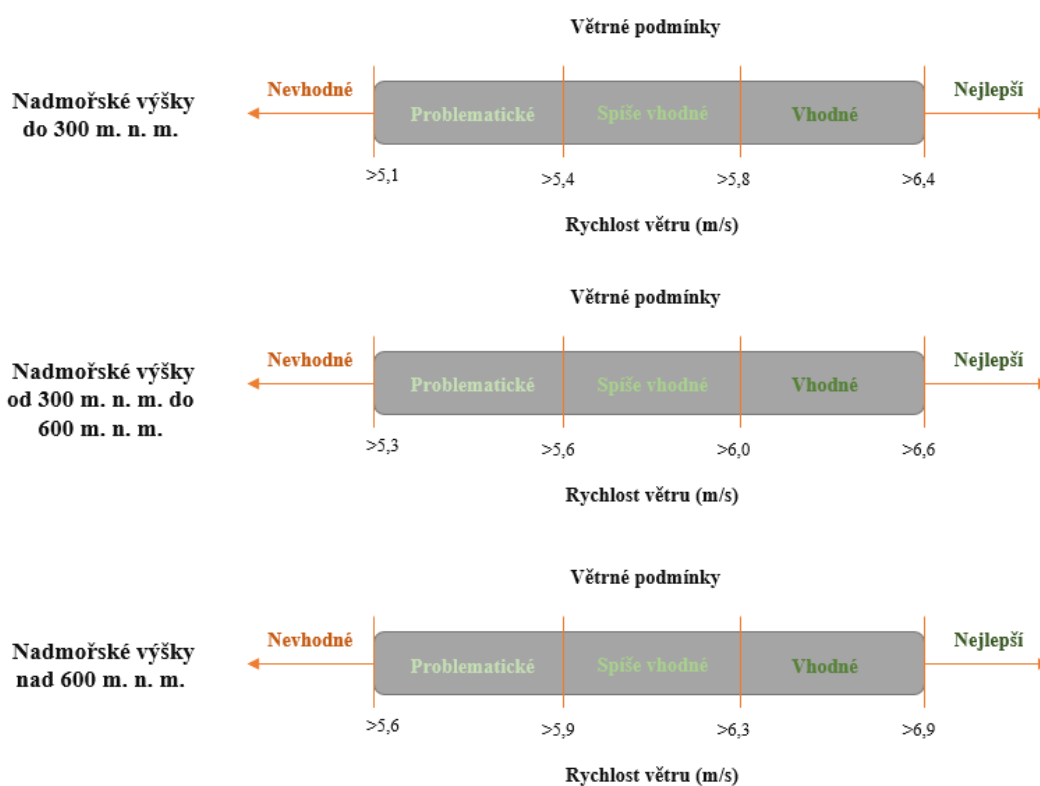 Větrné podmínky
Nadmořské výšky
do 300 m. n. m.
Nevhodné
Problematické
Spíše vhodné
Vhodné
Nejlepší
>5,1
>5,4
>5,8
>6,4
Rychlost větru (m/s)
Větrné podmínky
Nadmořské výšky
od 300 m. n. m. do
600 m. n. m.
Nevhodné
Problematické
Spíše vhodné
Vhodné
Nejlepší
>5,3
>5,6
>6,0
>6,6
Rychlost větru (m/s)
Větrné podmínky
Nadmořské výšky
nad 600 m. n. m.
Nevhodné
Problematické
Spíše vhodné
Vhodné
Nejlepší
>5,6
>5,9
>6,3
>6,9
Rychlost větru (m/s)